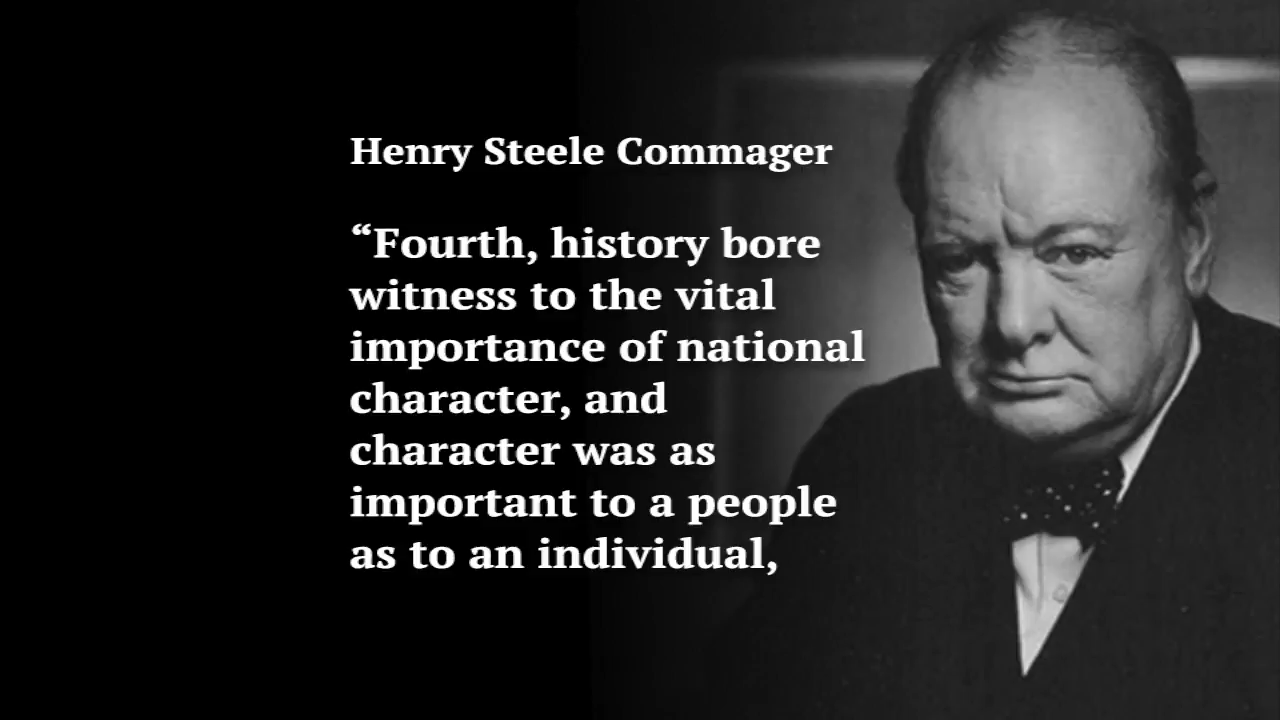 Henry Steele Commager
“Fourth, history bore
witness to the vital
importance of national
character, and
character was as
important to a people
as to an individual,